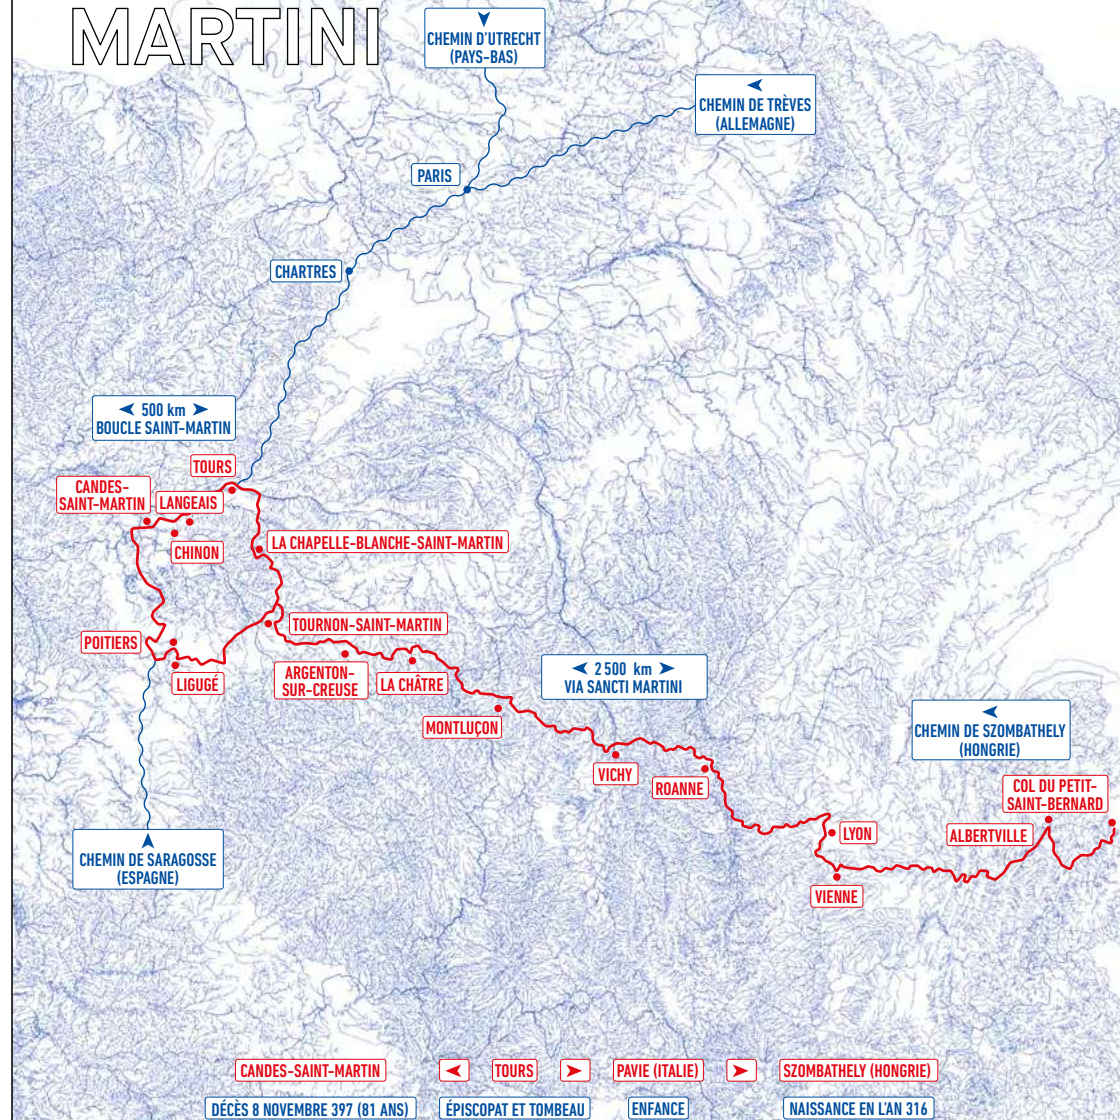 MARTINI
CHEMIN D'UTRECHT
(PAYS-BAS)
CHEMIN DE TRÈVES
(ALLEMAGNE)
PARIS
CHARTRES
500 km
BOUCLE SAINT-MARTIN
TOURS
CANDES-
SAINT-MARTIN
LANGEAIS
CHINON
LA CHAPELLE-BLANCHE-SAINT-MARTIN
TOURNON-SAINT-MARTIN
POITIERS
LIGUGÉ
ARGENTON-
SUR-CREUSE
LA CHÂTRE
2 500 km
VIA SANCTI MARTINI
MONTLUÇON
CHEMIN DE SZOMBATHELY
(HONGRIE)
VICHY
ROANNE
COL DU PETIT-
SAINT-BERNARD
LYON
ALBERTVILLE
CHEMIN DE SARAGOSSE
(ESPAGNE)
VIENNE
CANDES-SAINT-MARTIN
TOURS
PAVIE (ITALIE)
SZOMBATHELY (HONGRIE)
DÉCÈS 8 NOVEMBRE 397 (81 ANS)
ÉPISCOPAT ET TOMBEAU
ENFANCE
NAISSANCE EN L'AN 316